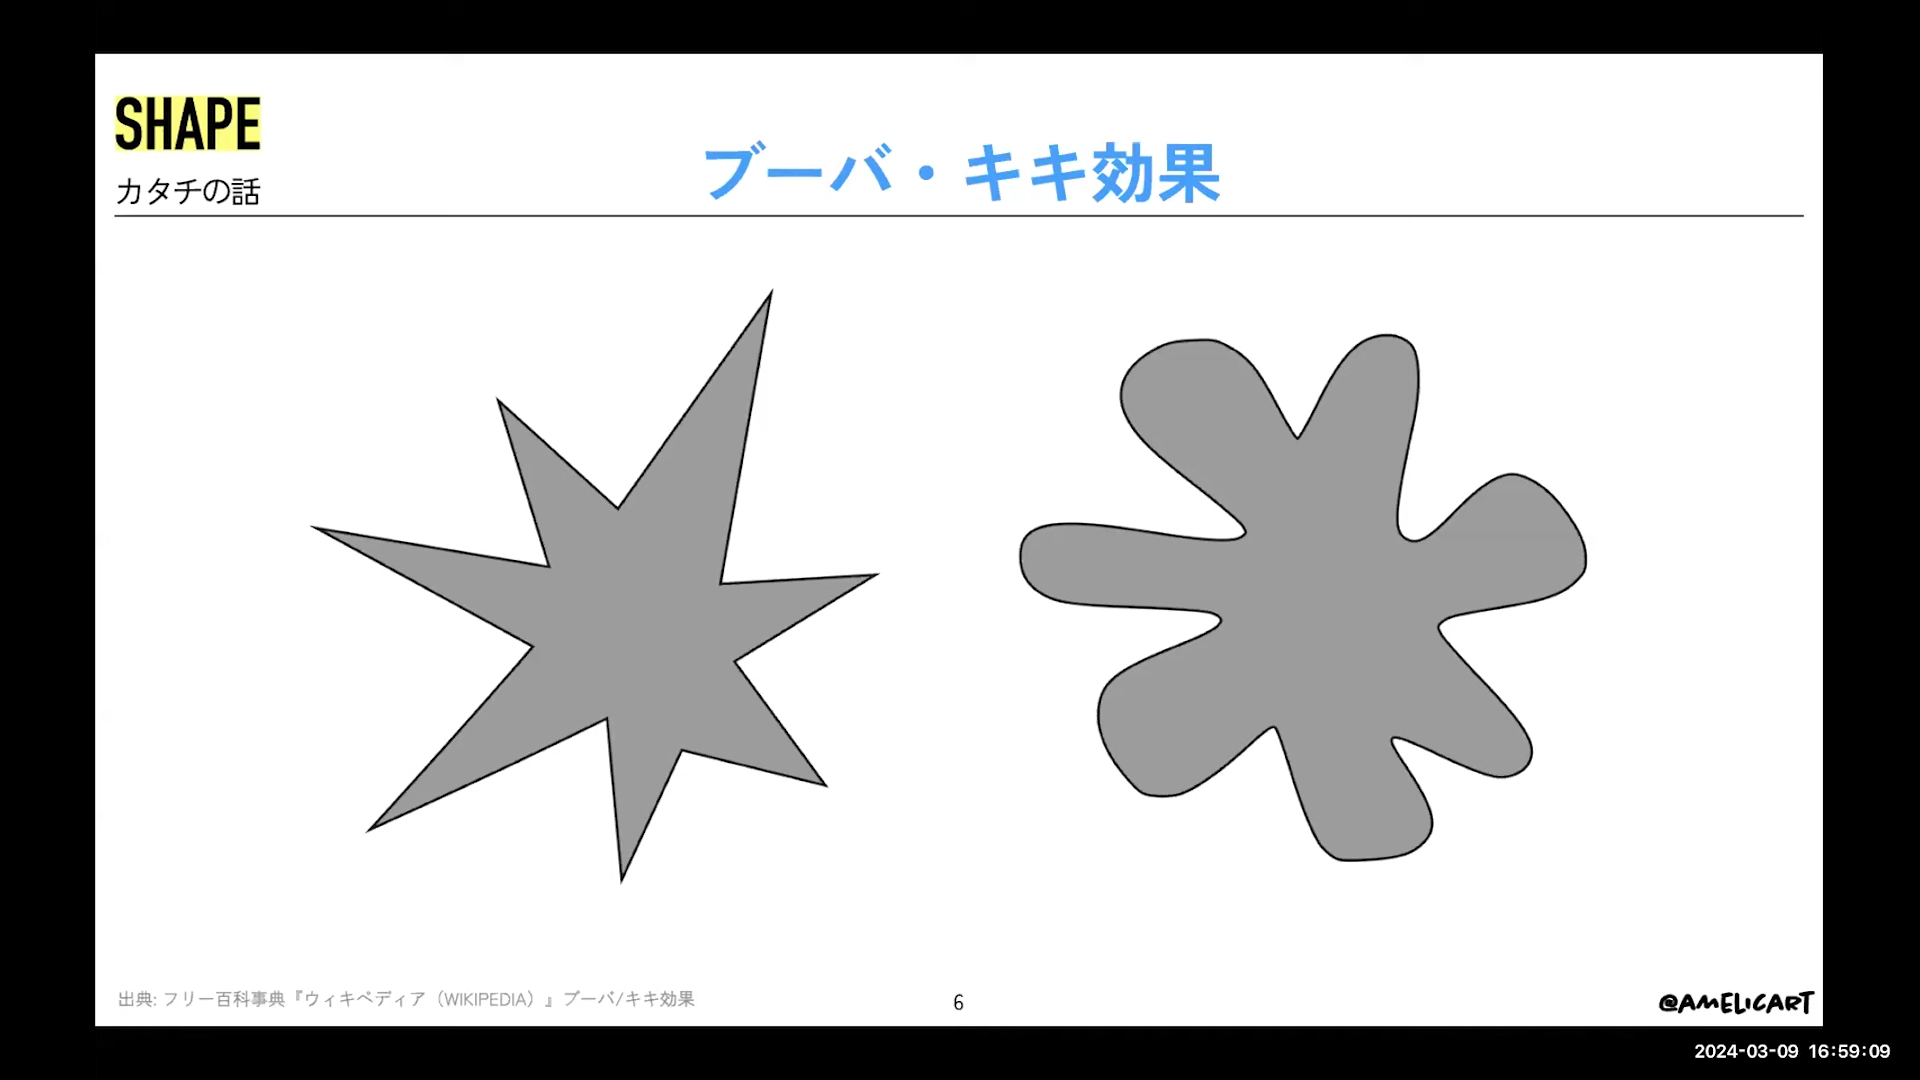 SHAPE
カタチの話
ブーバ・キキ効果
出典: フリー百科事典『ウィキペディア（WIKIPEDIA）』ブーバ/キキ効果
6
@AMELICART
2024-03-09 16:59:09